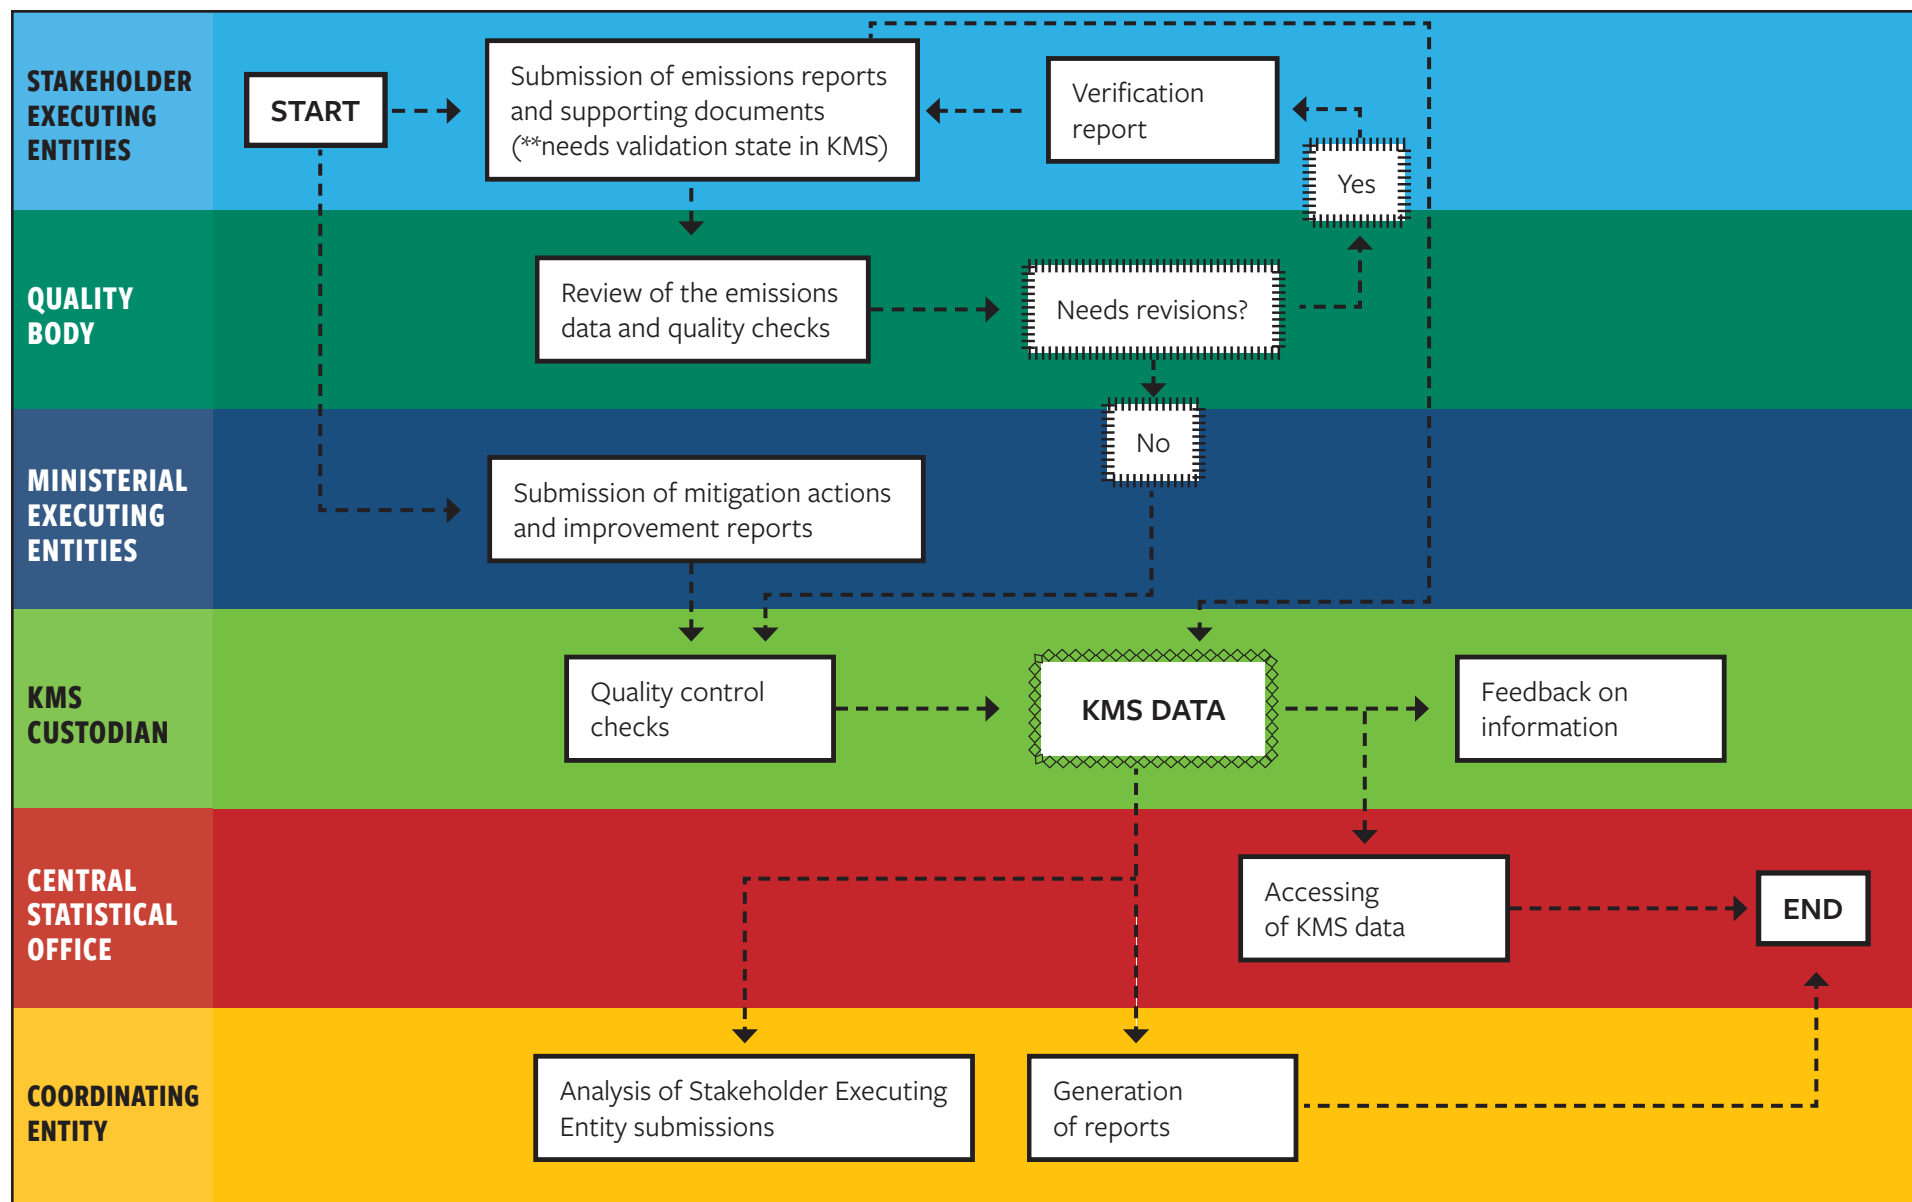 STAKEHOLDER
EXECUTING
ENTITIES
START
Submission of emissions reports
and supporting documents
(**needs validation state in KMS)
Verification
report
Yes
QUALITY
BODY
Review of the emissions
data and quality checks
Needs revisions?
No
MINISTERIAL
EXECUTING
ENTITIES
Submission of mitigation actions
and improvement reports
KMS
CUSTODIAN
Quality control
checks
KMS DATA
Feedback on
information
CENTRAL
STATISTICAL
OFFICE
Accessing
of KMS data
END
COORDINATING
ENTITY
Analysis of Stakeholder Executing
Entity submissions
Generation
of reports